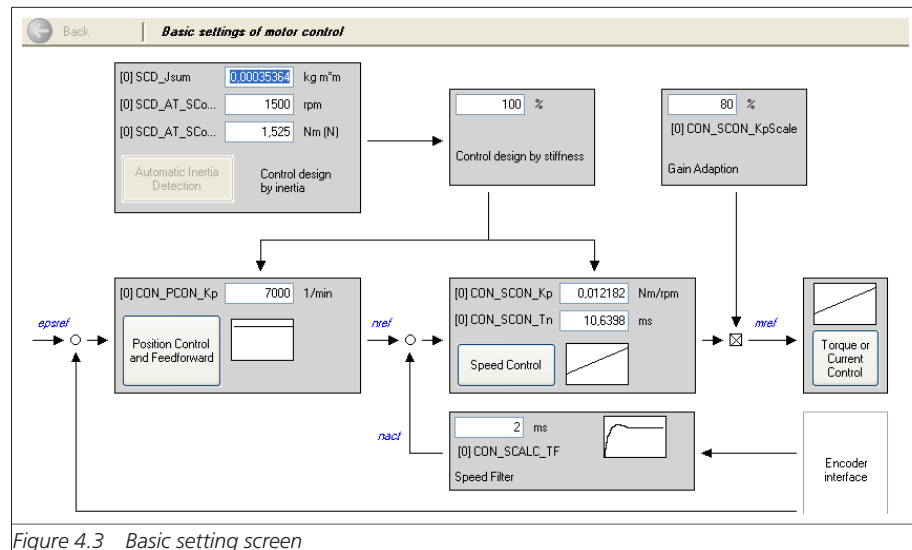 Back Basic settings of motor control
[0] SCD_Jsum 0,00035364 kg m*m
[0] SCD_AT_SCo... 1500 rpm
[0] SCD_AT_SCo... 1,525 Nm (N)
Automatic Inertia
Detection
Control design
by inertia
100 %
Control design by stiffness
80 %
[0] CON_SCON_KpScale
Gain Adaption
[0] CON_PCON_Kp 7000 1/min
Position Control
and Feedforward
[0] CON_SCON_Kp 0,012182 Nm/rpm
[0] CON_SCON_Tn 10,6398 ms
Speed Control
epsref
nref
mref
Torque or
Current
Control
nact
2 ms
[0] CON_SCALC_TF
Speed Filter
Encoder
interface
Figure 4.3 Basic setting screen